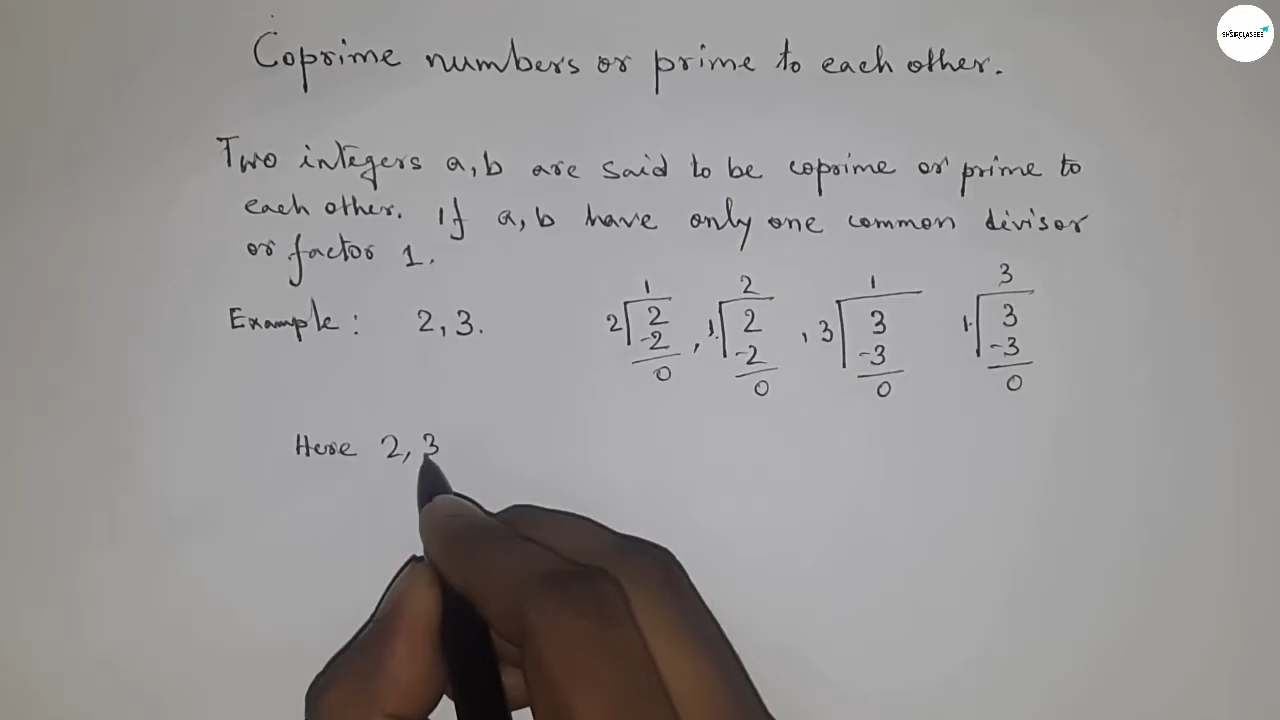 SHSIRCLASSES
Coprime numbers or prime to each other.
Two integers a, b are said to be coprime or prime to
each other. If a, b have only one common divisor
or factor 1.
Example : 2, 3.
1 2 1 3
2 2 , 1 2 , 3 3 1 3
-2 -2 -3 -3
0 0 0 0
Here 2, 3